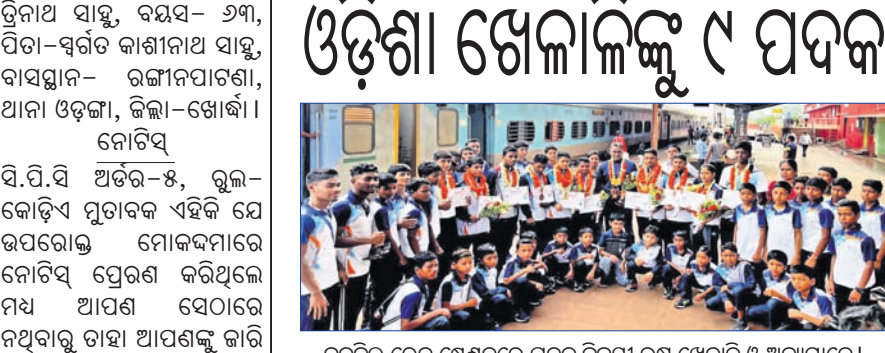 ତ୍ରିନାଥ ସାହୁ, ବୟସ- ୬୩,
ପିତା-ସ୍ବର୍ଗତ କାଶୀନାଥ ସାହୁ,
ବାସସ୍ଥାନ- ରଙ୍ଗୀନପାଟଣା,
ଥାନା ଓଡ଼ଙ୍ଗା, ଜିଲ୍ଲା-ଖୋର୍ଦ୍ଧା।
ନୋଟିସ୍
ସି.ପି.ସି ଅର୍ଡର-୫, ରୁଲ-
କୋଡ଼ିଏ ମୁତାବକ ଏହିକି ଯେ
ଉପରୋକ୍ତ ମୋକଦ୍ଦମାରେ
ନୋଟିସ୍ ପ୍ରେରଣ କରିଥିଲେ
ମଧ୍ୟ ଆପଣ ସେଠାରେ
ନଥିବାରୁ ତାହା ଆପଣଙ୍କୁ ଜାରି
ଓଡ଼ିଶା ଖେଳାଳିଙ୍କୁ ୯ ପଦକ